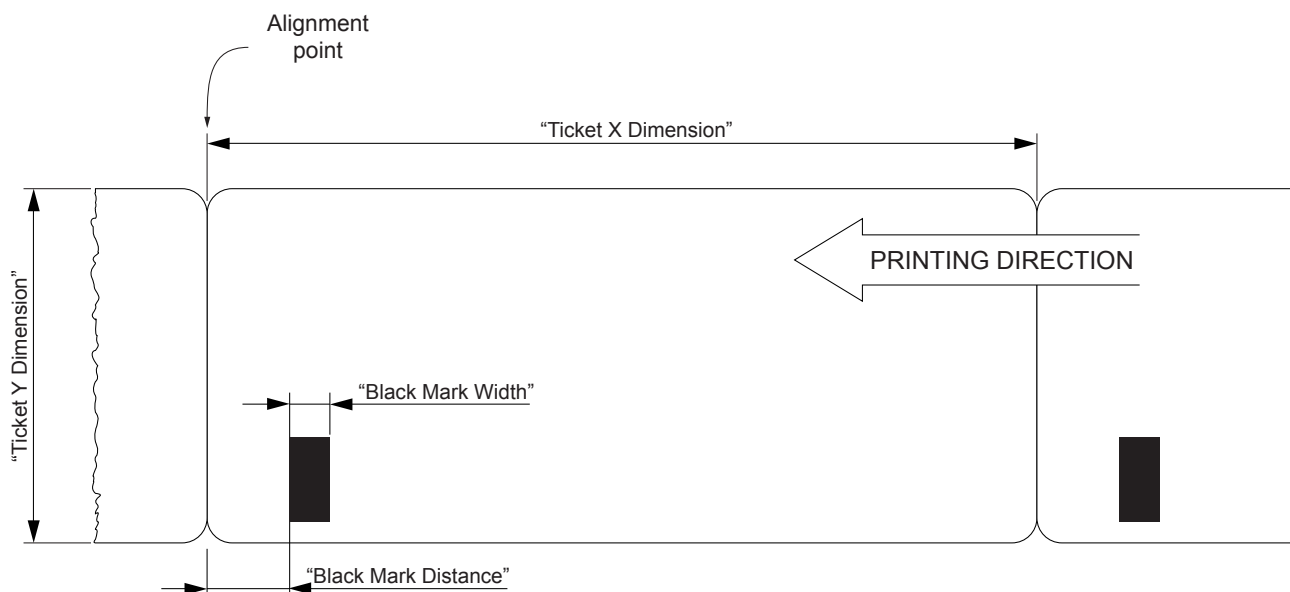 Alignment
point
“Ticket X Dimension”
“Ticket Y Dimension”
PRINTING DIRECTION
“Black Mark Width”
“Black Mark Distance”